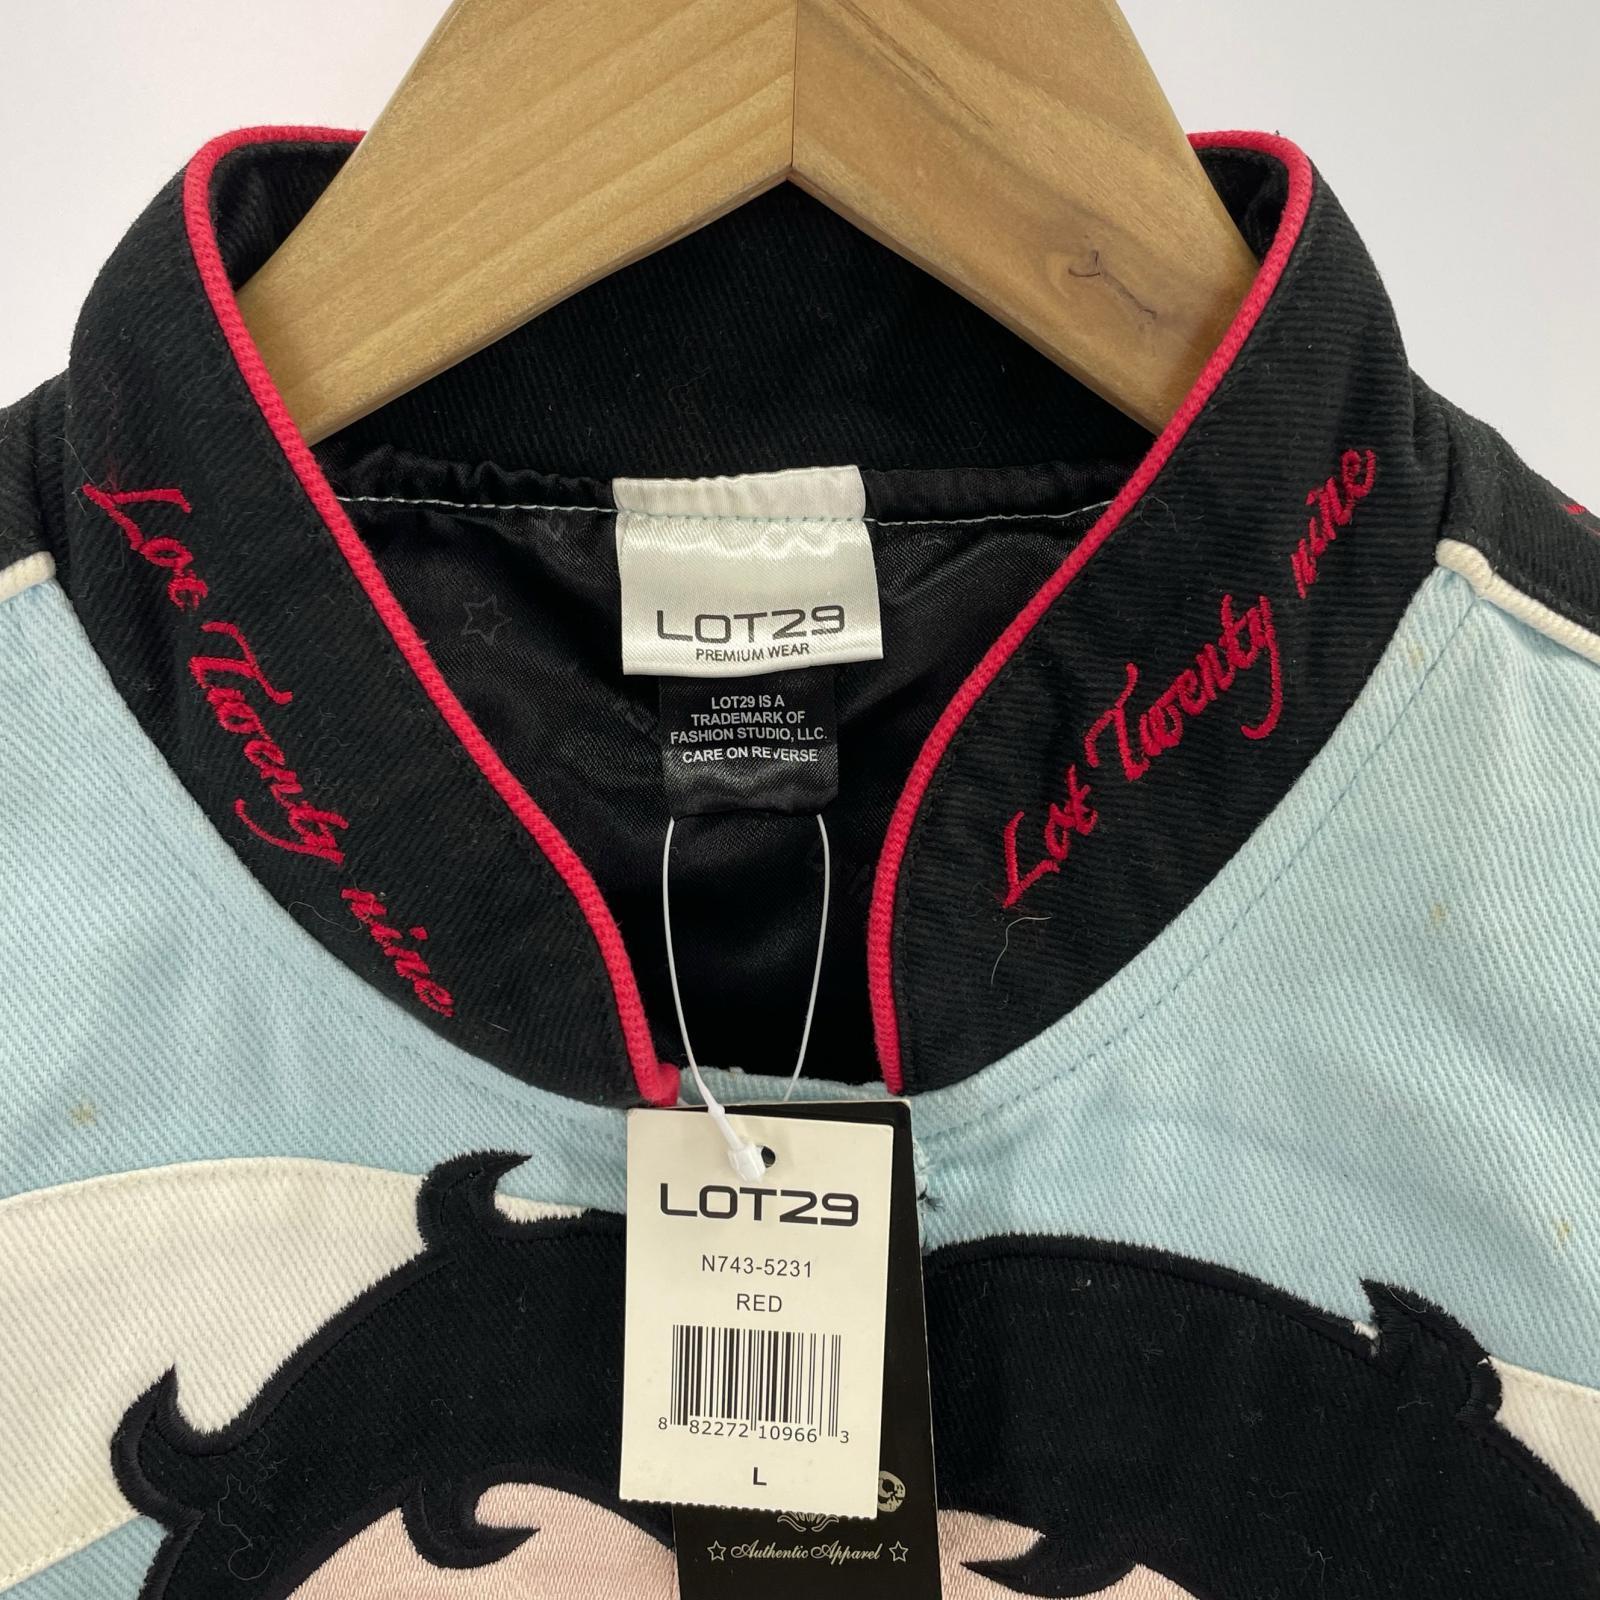 Lot Twenty nine
Lot Twenty nine
LOT29
PREMIUM WEAR
LOT29 IS A
TRADEMARK OF
FASHION STUDIO, LLC.
CARE ON REVERSE
LOT29
N743-5231
RED
8 82272 10966 3
L
Authentic Apparel